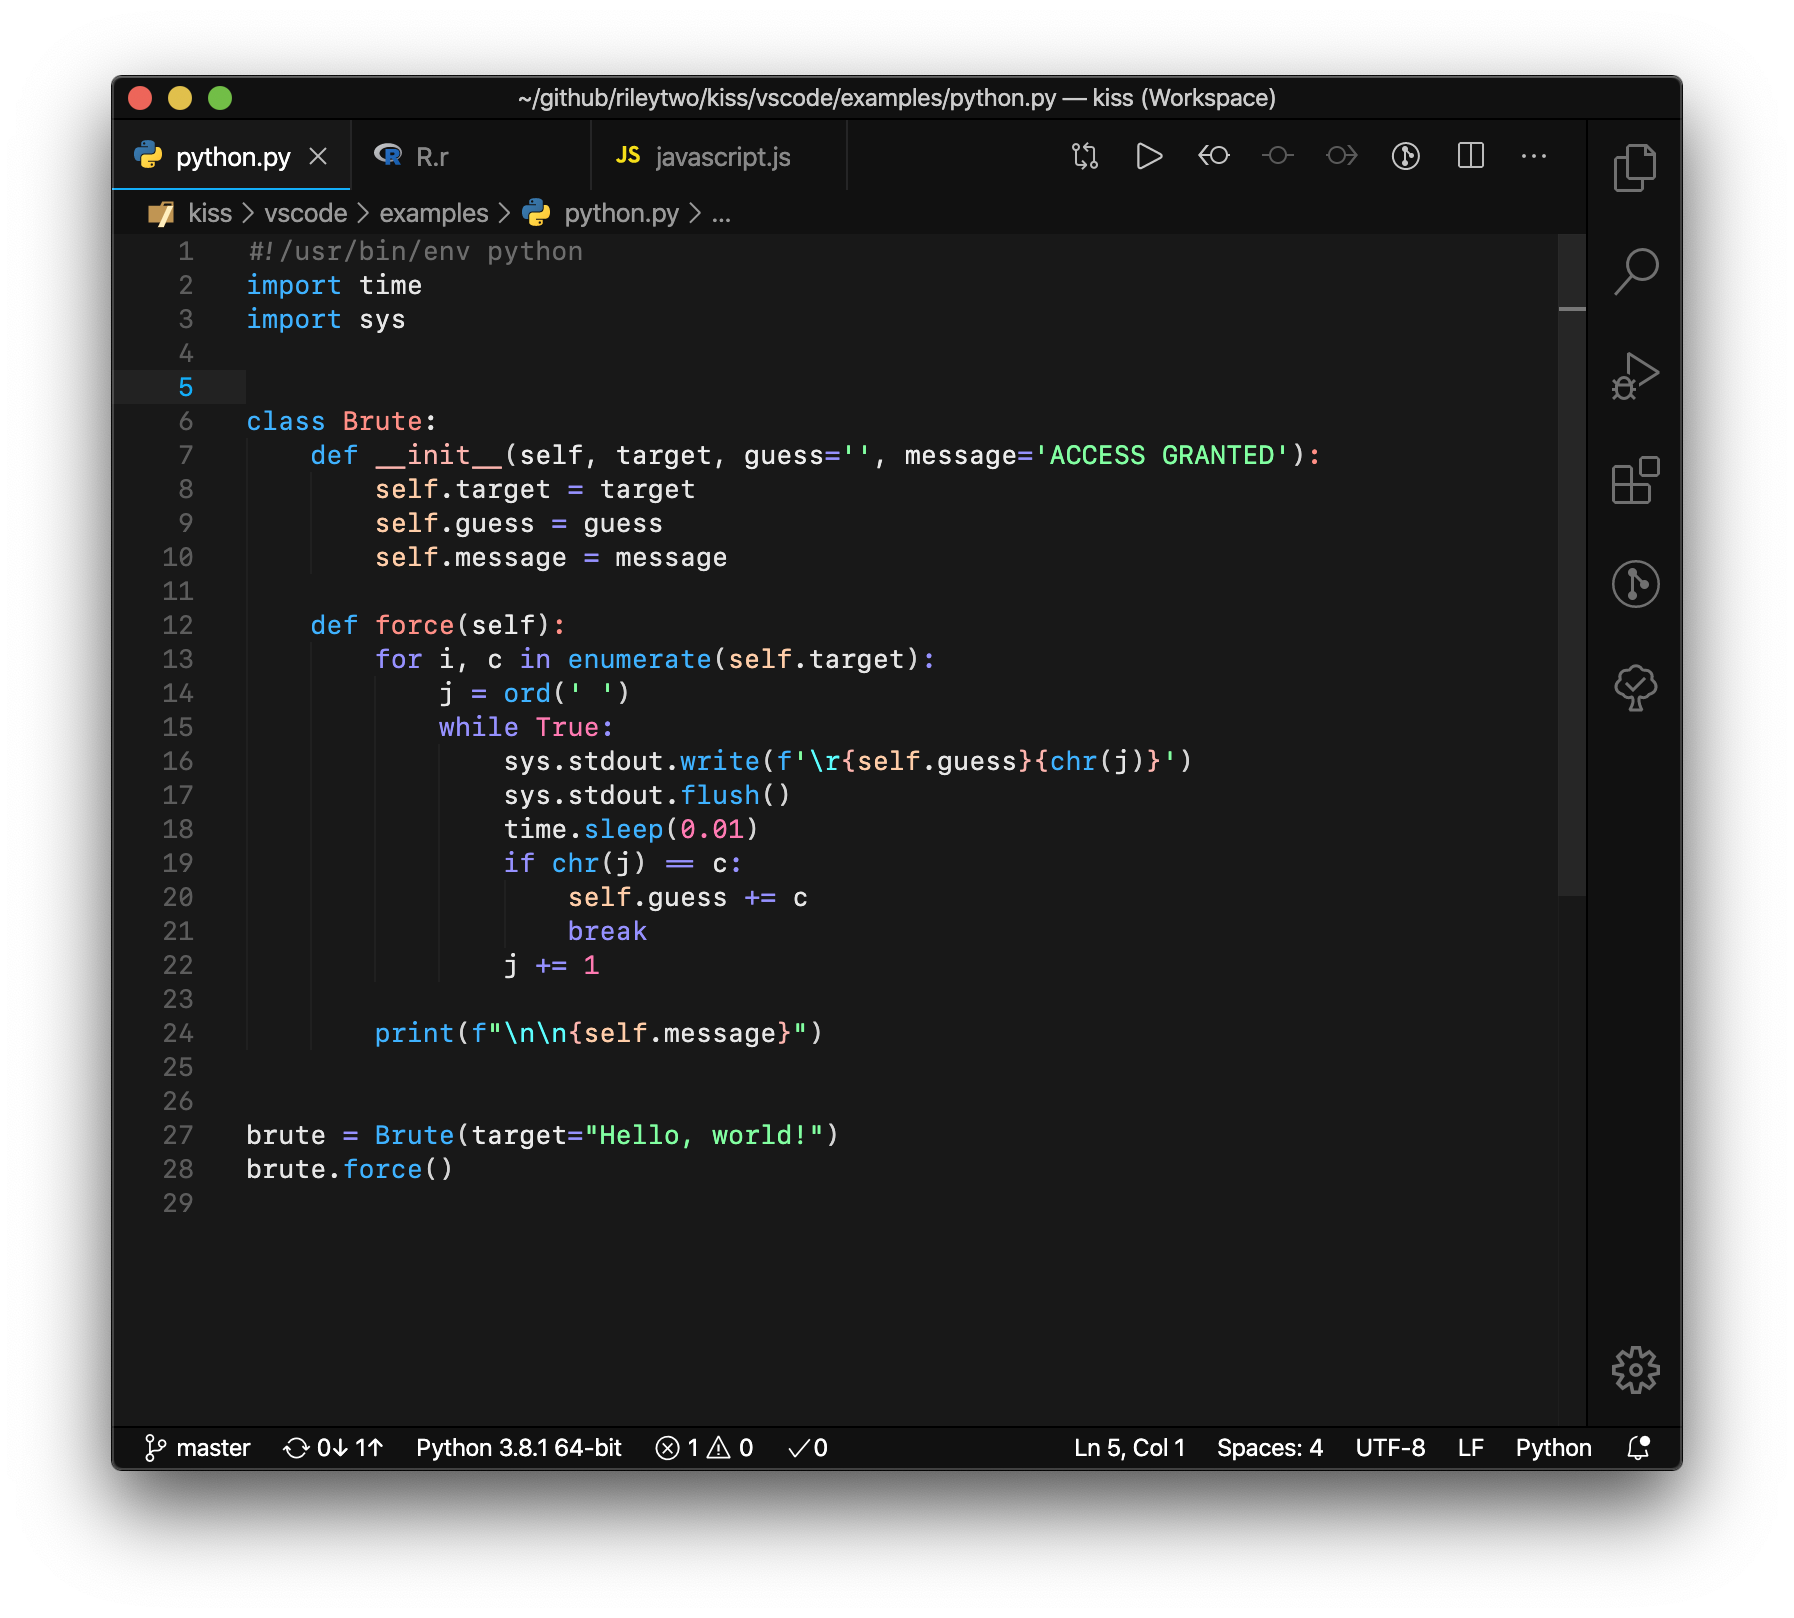 ~/github/rileytwo/kiss/vscode/examples/python.py — kiss (Workspace)
python.py R.r JS javascript.js
kiss > vscode > examples > python.py > ...
1 #!/usr/bin/env python
2 import time
3 import sys
4
5
6 class Brute:
7     def __init__(self, target, guess='', message='ACCESS GRANTED'):
8         self.target = target
9         self.guess = guess
10         self.message = message
11
12     def force(self):
13         for i, c in enumerate(self.target):
14             j = ord(' ')
15             while True:
16                 sys.stdout.write(f'\r{self.guess}{chr(j)}')
17                 sys.stdout.flush()
18                 time.sleep(0.01)
19                 if chr(j) == c:
20                     self.guess += c
21                     break
22                 j += 1
23
24         print(f"\n\n{self.message}")
25
26
27 brute = Brute(target="Hello, world!")
28 brute.force()
29
master 0↓ 1↑ Python 3.8.1 64-bit 1 0 0 Ln 5, Col 1 Spaces: 4 UTF-8 LF Python